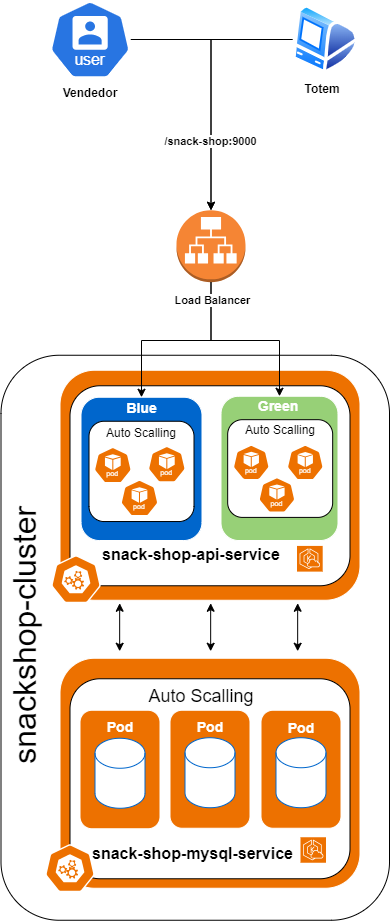 user
Vendedor
Totem
/snack-shop:9000
Load Balancer
snackshop-cluster
Blue
Green
Auto Scalling
Auto Scalling
pod
pod
pod
pod
pod
pod
snack-shop-api-service
Auto Scalling
Pod
Pod
Pod
snack-shop-mysql-service